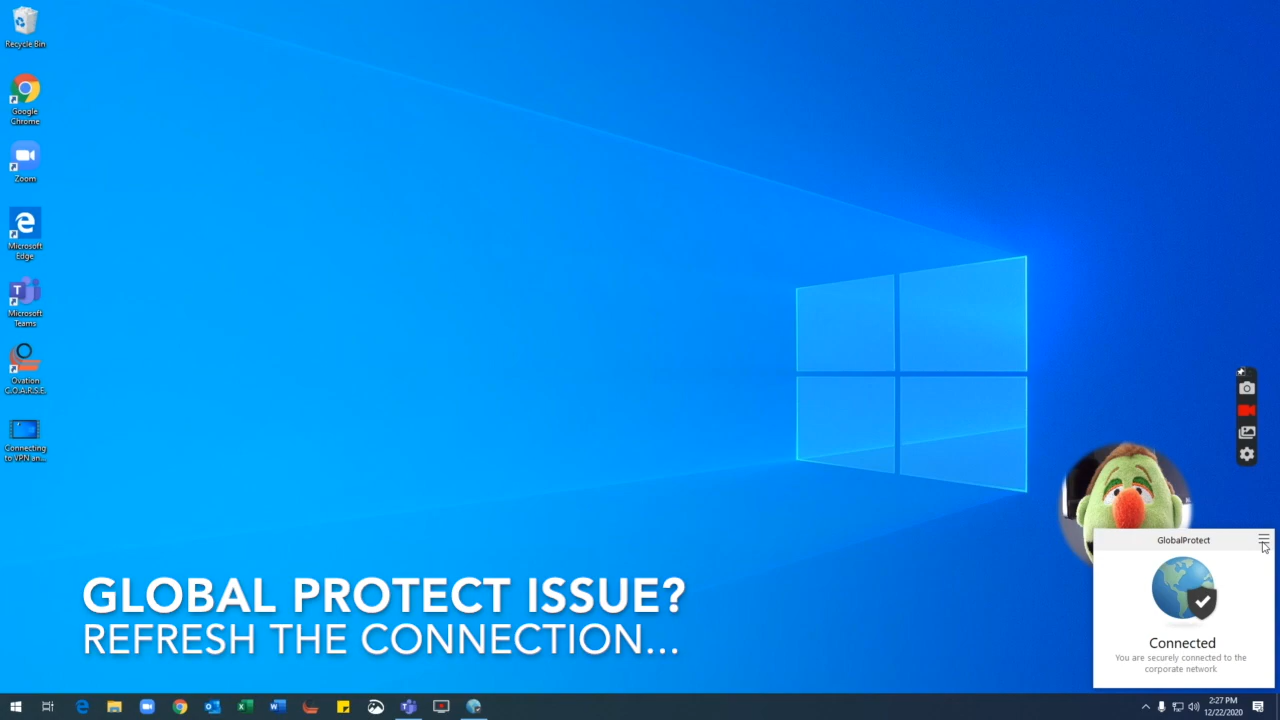 Recycle Bin
Google
Chrome
Zoom
Microsoft
Edge
Microsoft
Teams
Ovation
C.O.A.R.S.E.
Connecting
to VPN an...
GLOBAL PROTECT ISSUE?
REFRESH THE CONNECTION...
GlobalProtect
Connected
You are securely connected to the
corporate network
2:27 PM
12/22/2020